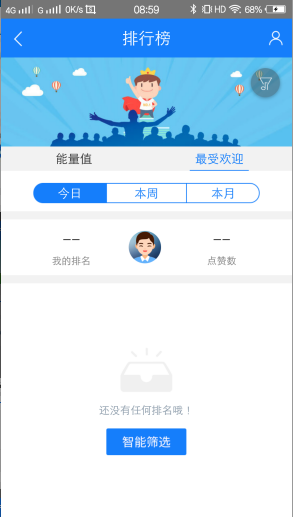 4G G 0K/s 08:59 HD 68%
排行榜
能量值 最受欢迎
今日 本周 本月
-- --
我的排名 点赞数
还没有任何排名哦！
智能筛选